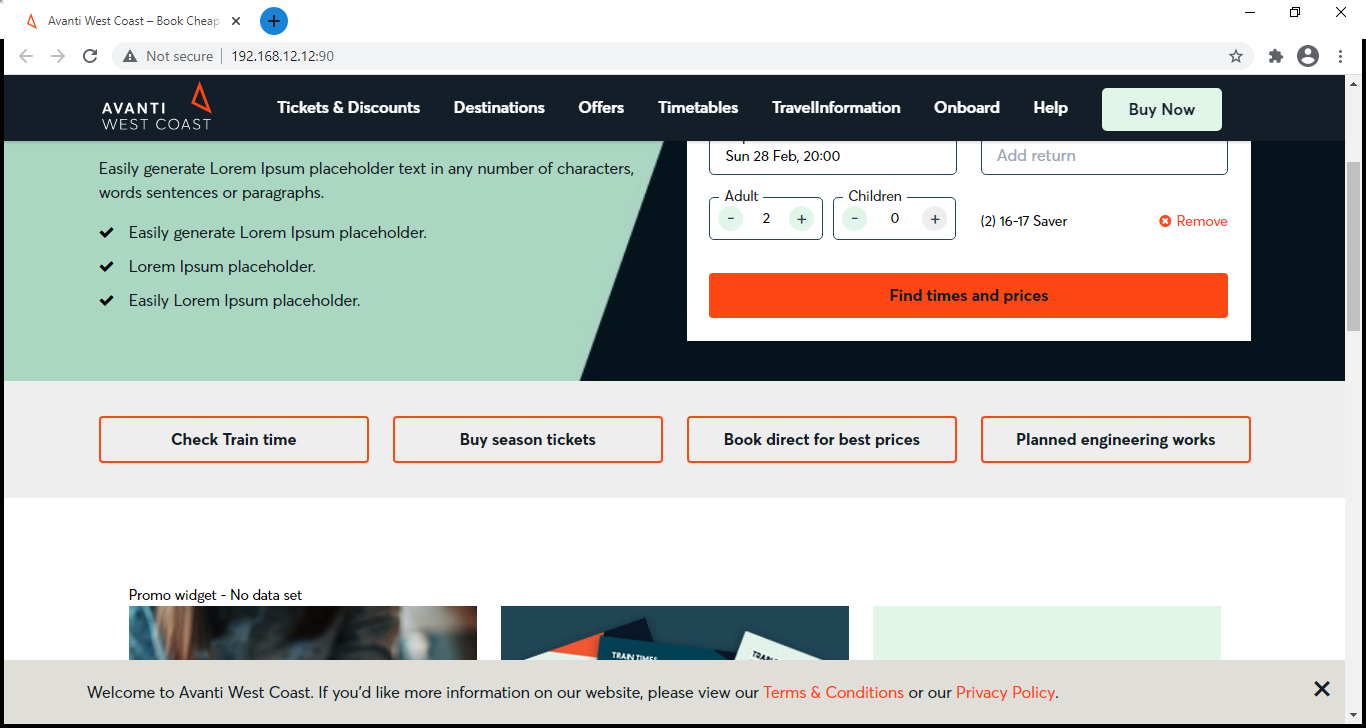 Avanti West Coast – Book Cheap
Not secure
192.168.12.12:90
AVANTI
WEST COAST
Tickets & Discounts
Destinations
Offers
Timetables
TravelInformation
Onboard
Help
Buy Now
Easily generate Lorem Ipsum placeholder text in any number of characters,
words sentences or paragraphs.
Easily generate Lorem Ipsum placeholder.
Lorem Ipsum placeholder.
Easily Lorem Ipsum placeholder.
Sun 28 Feb, 20:00
Add return
Adult
- 2 +
Children
- 0 +
(2) 16-17 Saver
Remove
Find times and prices
Check Train time
Buy season tickets
Book direct for best prices
Planned engineering works
Promo widget - No data set
TRAIN TIMES
Welcome to Avanti West Coast. If you'd like more information on our website, please view our Terms & Conditions or our Privacy Policy.